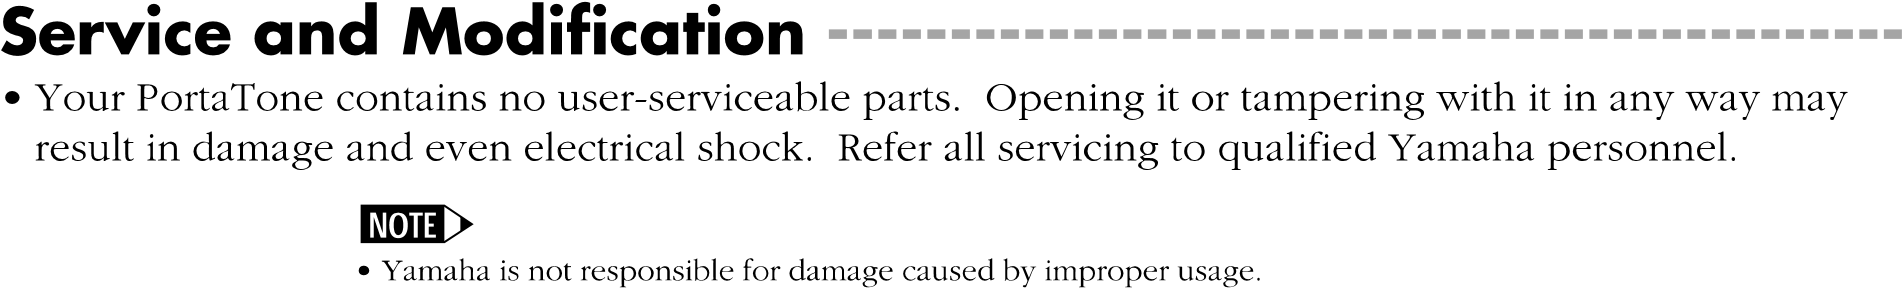 Service and Modification
• Your PortaTone contains no user-serviceable parts. Opening it or tampering with it in any way may
result in damage and even electrical shock. Refer all servicing to qualified Yamaha personnel.
NOTE
• Yamaha is not responsible for damage caused by improper usage.